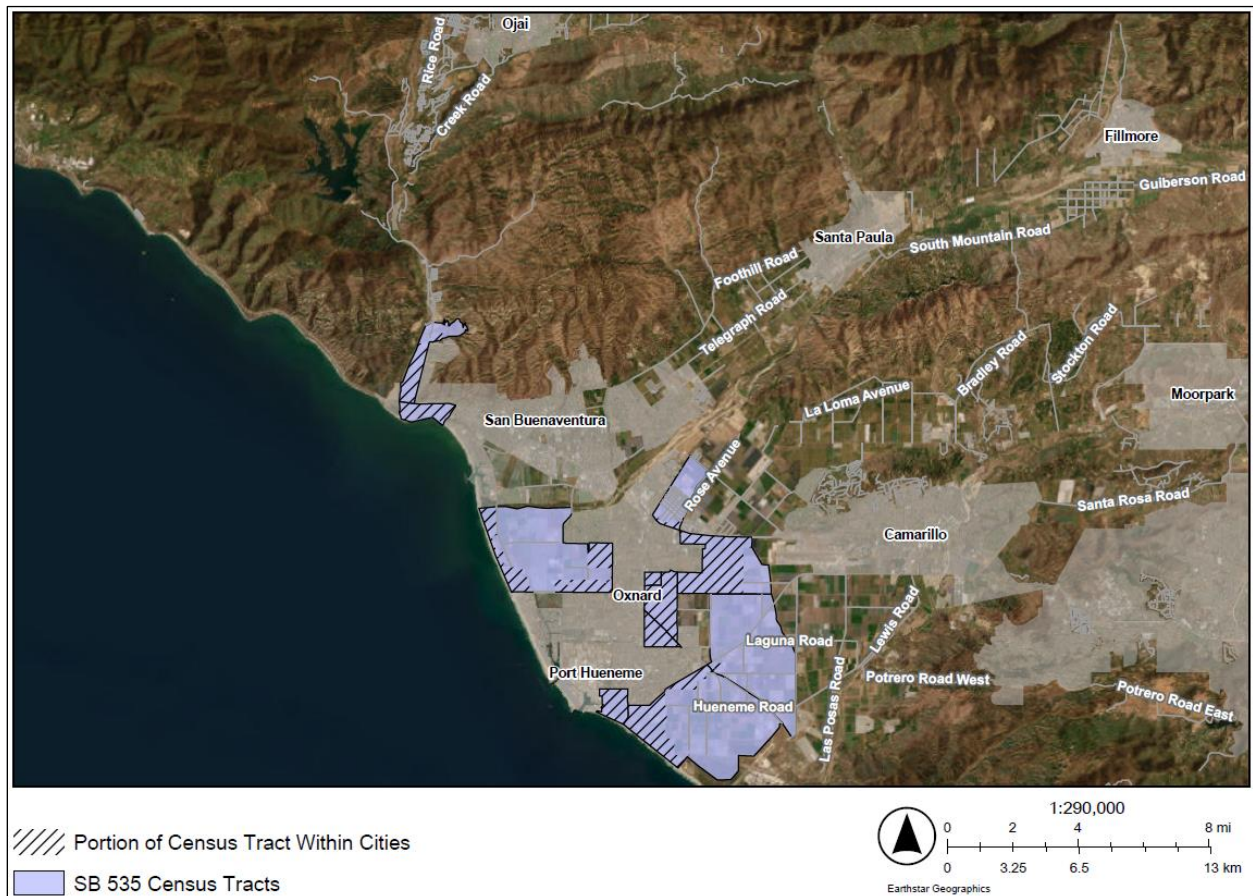 Ojai
Rice Road
Creek Road
Fillmore
Guiberson Road
Santa Paula
South Mountain Road
Foothill Road
Telegraph Road
Bradley Road
Stockton Road
La Loma Avenue
Moorpark
San Buenaventura
Rose Avenue
Santa Rosa Road
Camarillo
Oxnard
Lewis Road
Laguna Road
Port Hueneme
Potrero Road West
Potrero Road East
Hueneme Road
Las Posas Road
Portion of Census Tract Within Cities
SB 535 Census Tracts
1:290,000
0 2 4 8 mi
0 3.25 6.5 13 km
Earthstar Geographics